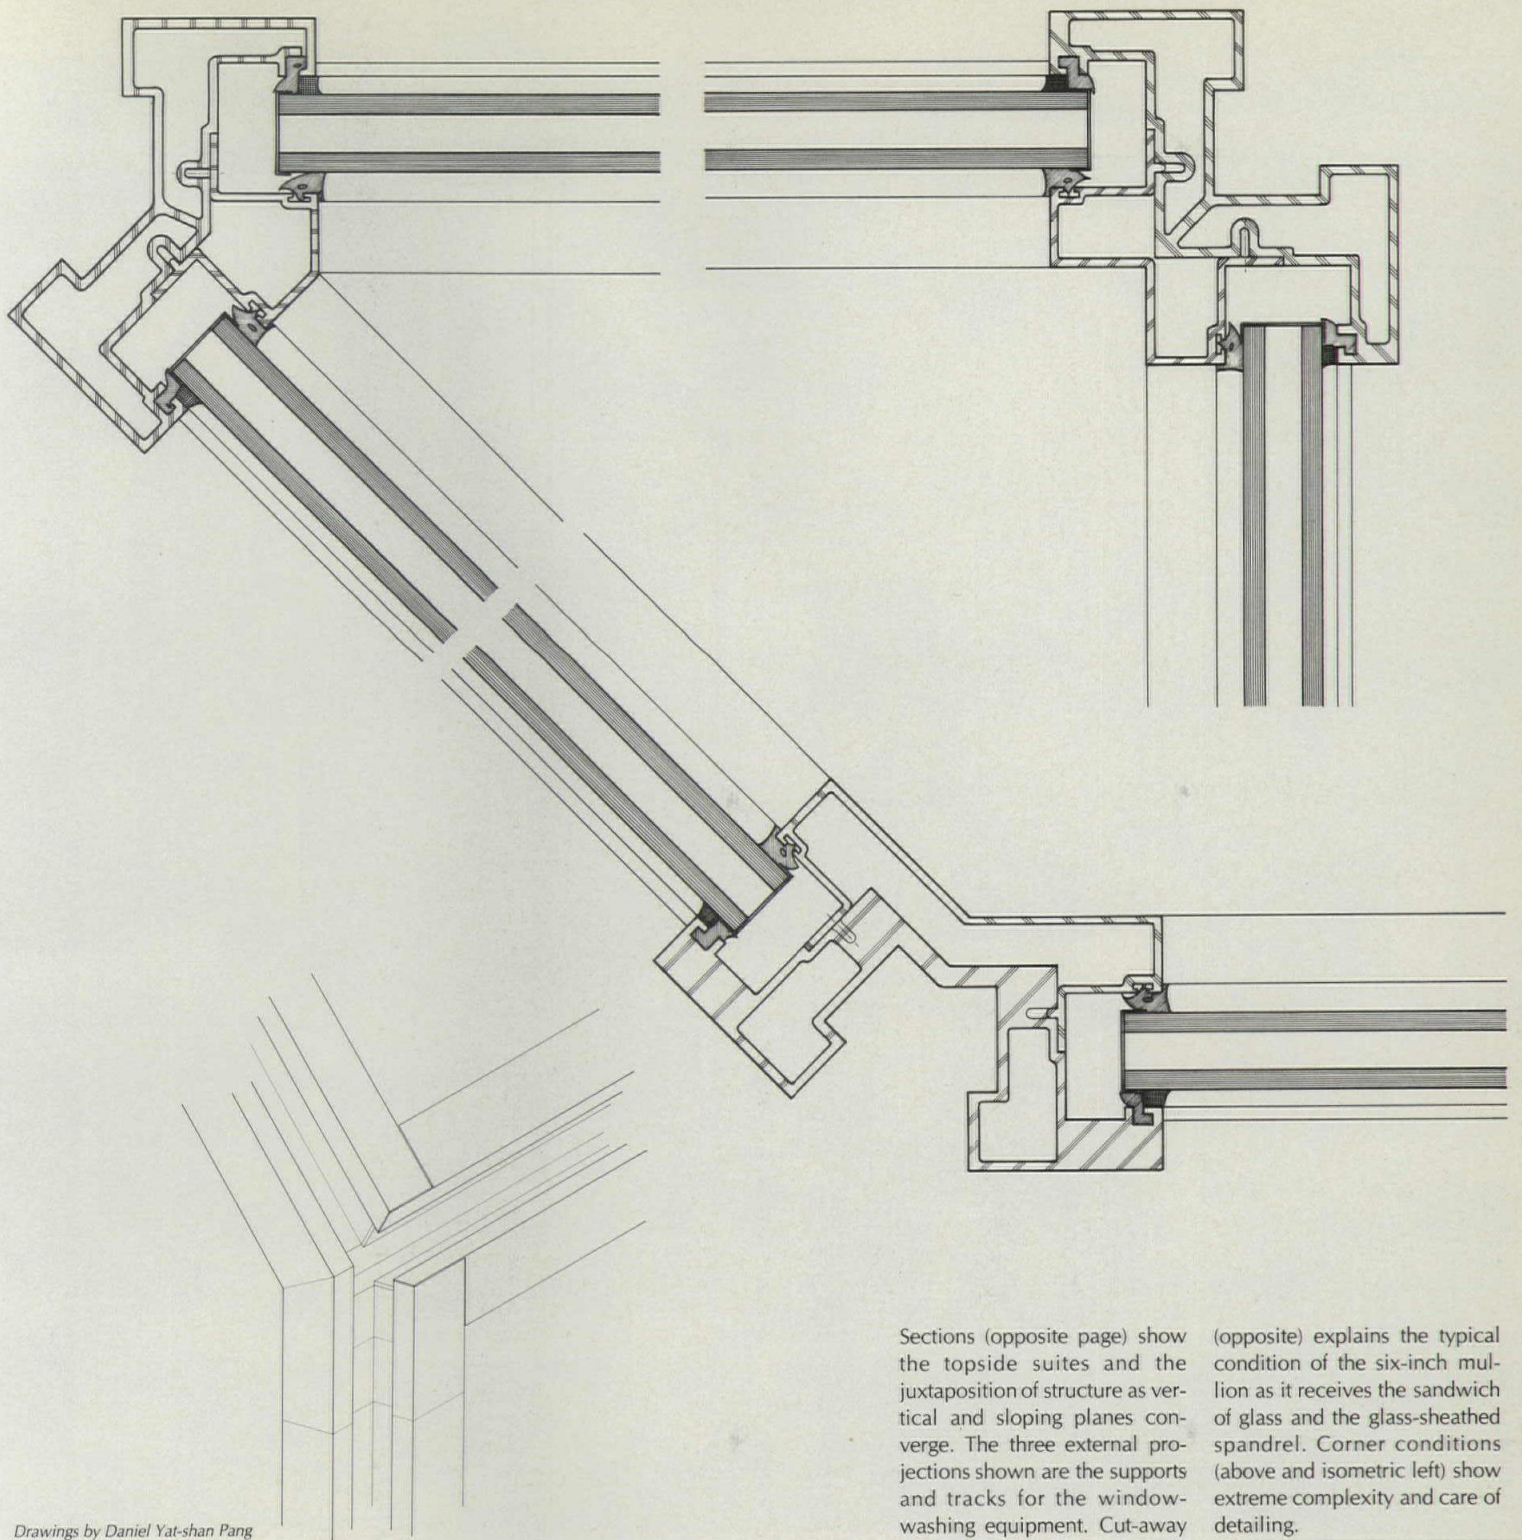 Sections (opposite page) show
the topside suites and the
juxtaposition of structure as ver-
tical and sloping planes con-
verge. The three external pro-
jections shown are the supports
and tracks for the window-
washing equipment. Cut-away
(opposite) explains the typical
condition of the six-inch mul-
lion as it receives the sandwich
of glass and the glass-sheathed
spandrel. Corner conditions
(above and isometric left) show
extreme complexity and care of
detailing.
Drawings by Daniel Yat-shan Pang